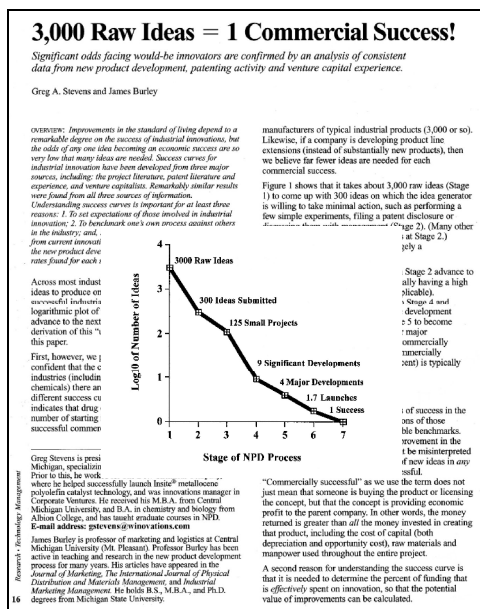 3,000 Raw Ideas = 1 Commercial Success!
Significant odds facing would-be innovators are confirmed by an analysis of consistent
data from new product development, patenting activity and venture capital experience.
Greg A. Stevens and James Burley
OVERVIEW: Improvements in the standard of living depend to a
remarkable degree on the success of industrial innovations, but
the odds of any one idea becoming an economic success are so
very low that many ideas are needed. Success curves for
industrial innovation have been developed from three major
sources, including: the project literature, patent literature and
experience, and venture capitalists. Remarkably similar results
were found from all three sources of information.
Understanding success curves is important for at least three
reasons: 1. To set expectations of those involved in industrial
innovation; 2. To benchmark one's own process against others
in the industry; and,
from current innovati
the new product deve
rates found for each s
Across most indust
ideas to produce on
successful industria
logarithmic plot of
advance to the next
derivation of this "u
this paper.
First, however, we p
confident that the c
industries (includin
chemicals) there an
different success cu
indicates that drug
number of starting
successful commer
Greg Stevens is presi
Michigan, specializin
Prior to this, he work
where he helped successfully launch Insite® metallocene
polyolefin catalyst technology, and was innovations manager in
Corporate Ventures. He received his M.B.A. from Central
Michigan University, and B.A. in chemistry and biology from
Albion College, and has taught graduate courses in NPD.
E-mail address: gstevens@winovations.com
James Burley is professor of marketing and logistics at Central
Michigan University (Mt. Pleasant). Professor Burley has been
active in teaching and research in the new product development
process for many years. His articles have appeared in the
Journal of Marketing, The International Journal of Physical
Distribution and Materials Management, and Industrial
Marketing Management. He holds B.S., M.B.A., and Ph.D.
degrees from Michigan State University.
manufacturers of typical industrial products (3,000 or so).
Likewise, if a company is developing product line
extensions (instead of substantially new products), then
we believe far fewer ideas are needed for each
commercial success.
Figure 1 shows that it takes about 3,000 raw ideas (Stage
1) to come up with 300 ideas on which the idea generator
is willing to take minimal action, such as performing a
few simple experiments, filing a patent disclosure or
discussing them with management (Stage 2). (Many other
s at Stage 2.)
gely a
Stage 2 advance to
ally having a high
plicable).
Stage 4 and
development
e 5 to become
major
ommercially
mmercially
cent) is typically
s of success in the
ons of those
ble benchmarks.
provement in the
t be misinterpreted
of new ideas in any
ssful.
"Commercially successful" as we use the term does not
just mean that someone is buying the product or licensing
the concept, but that the concept is providing economic
profit to the parent company. In other words, the money
returned is greater than all the money invested in creating
that product, including the cost of capital (both
depreciation and opportunity cost), raw materials and
manpower used throughout the entire project.
A second reason for understanding the success curve is
that it is needed to determine the percent of funding that
is effectively spent on innovation, so that the potential
value of improvements can be calculated.
Log10 of Number of Ideas
4
3
2
1
0
3000 Raw Ideas
300 Ideas Submitted
125 Small Projects
9 Significant Developments
4 Major Developments
1.7 Launches
1 Success
1 2 3 4 5 6 7
Stage of NPD Process
Research • Technology Management
16